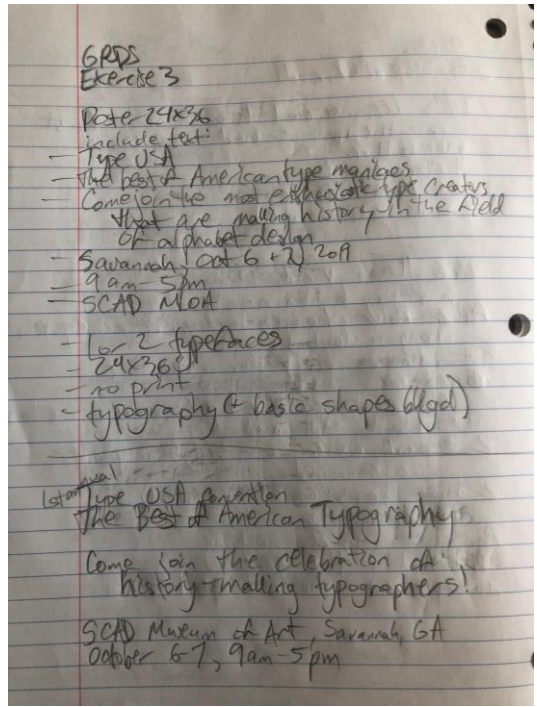 GRDS
Exercise 3
Poster 24x36
include text:
- Type USA
- The best of American type maniacs
- Come join the most enthusiastic type creators
that are making history in the field
of alphabet design
- Savannah, oct 6 + 7, 2019
- 9am-5pm
- SCAD MOA
- 1 or 2 typefaces
- 24x36
- no print
- typography (+ basic shapes bkgd)
1st annual
Type USA Convention
The Best of American Typography
Come join the celebration of
history-making typographers!
SCAD Museum of Art, Savannah, GA
October 6-7, 9am-5pm